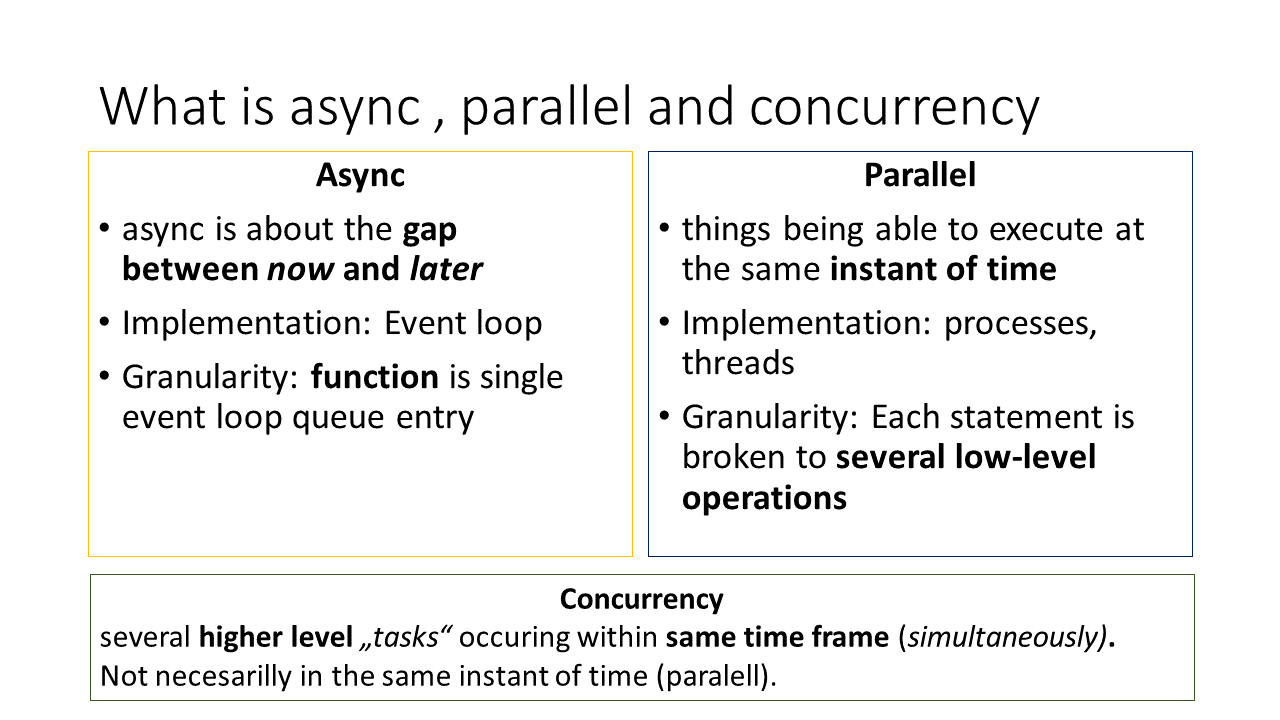 What is async , parallel and concurrency
Async
• async is about the gap
between now and later
• Implementation: Event loop
• Granularity: function is single
event loop queue entry
Parallel
• things being able to execute at
the same instant of time
• Implementation: processes,
threads
• Granularity: Each statement is
broken to several low-level
operations
Concurrency
several higher level „tasks“ occuring within same time frame (simultaneously).
Not necesarilly in the same instant of time (paralell).